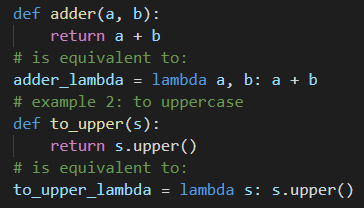 def adder(a, b):
    return a + b
# is equivalent to:
adder_lambda = lambda a, b: a + b
# example 2: to uppercase
def to_upper(s):
    return s.upper()
# is equivalent to:
to_upper_lambda = lambda s: s.upper()